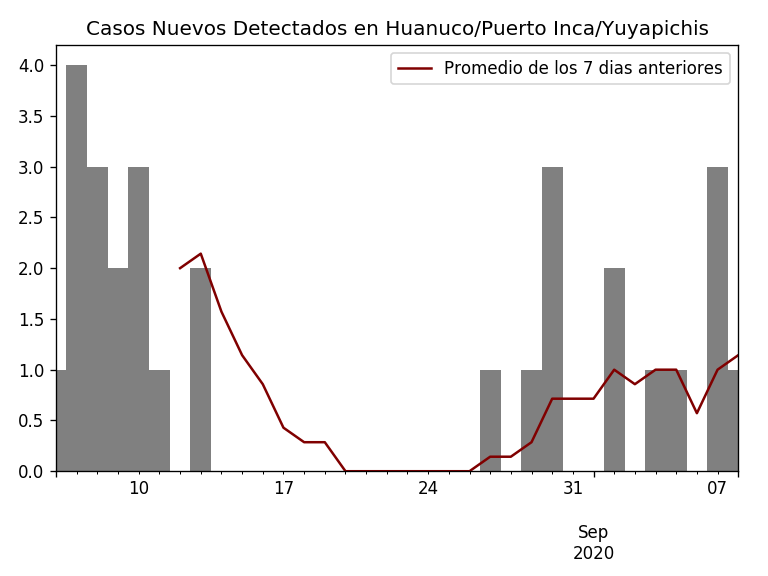 Casos Nuevos Detectados en Huanuco/Puerto Inca/Yuyapichis
Promedio de los 7 dias anteriores
4.0
3.5
3.0
2.5
2.0
1.5
1.0
0.5
0.0
10 17 24 31 07
Sep
2020